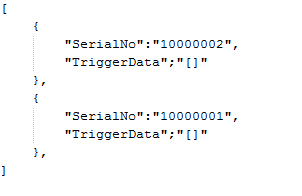 [
{
"SerialNo":"10000002",
"TriggerData";"[]"
},
{
"SerialNo":"10000001",
"TriggerData";"[]"
},
]